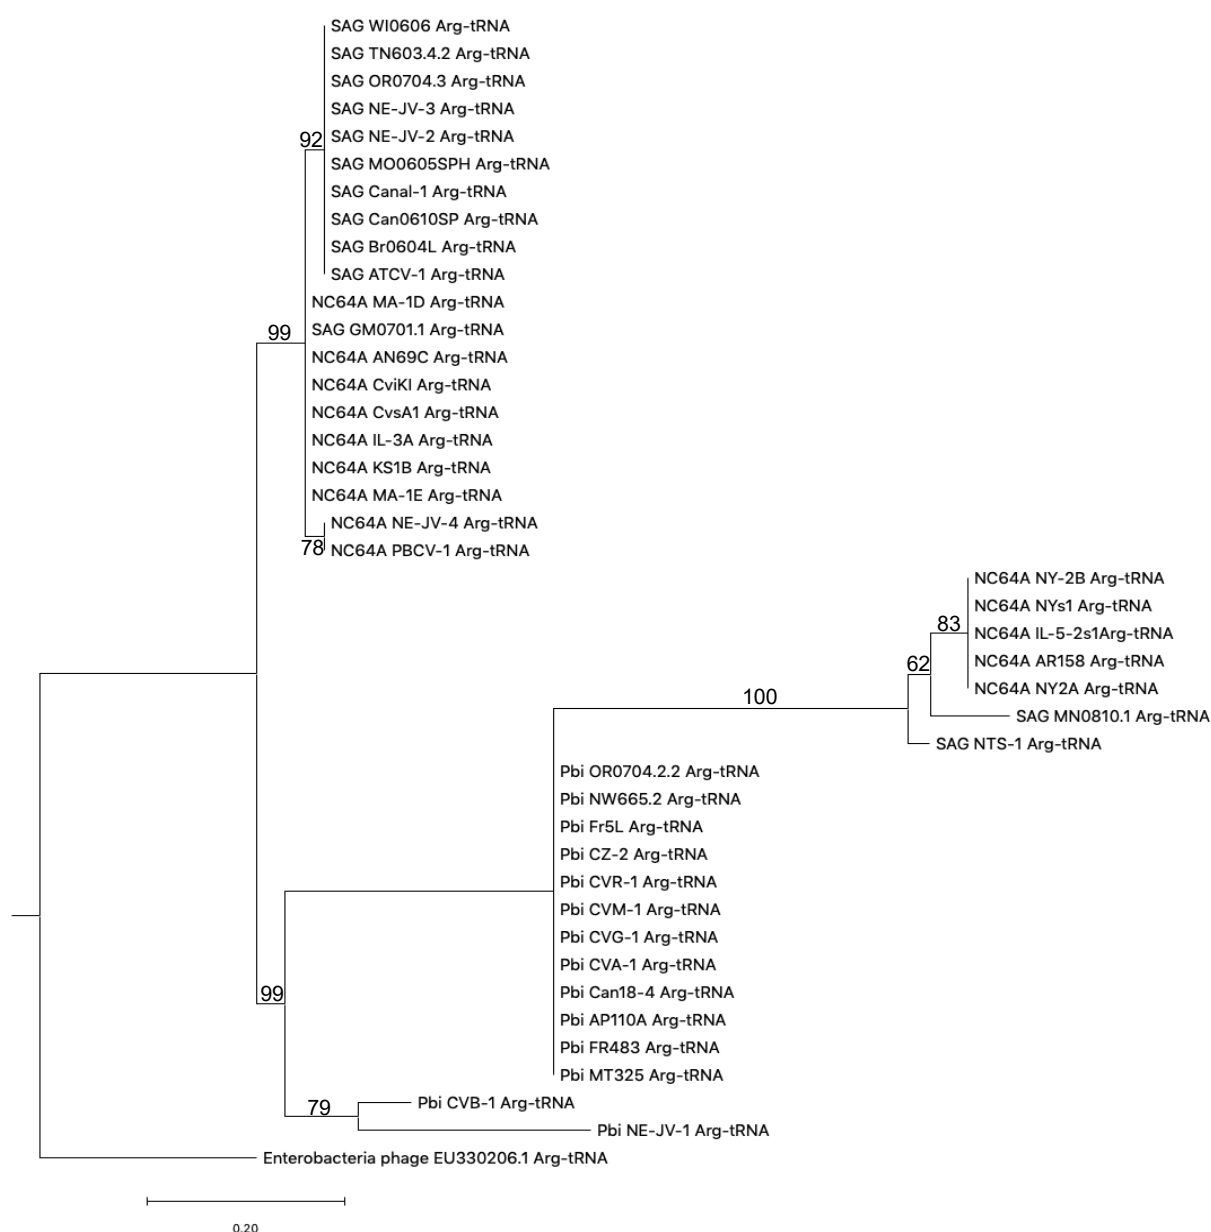 SAG WI0606 Arg-tRNA
SAG TN603.4.2 Arg-tRNA
SAG OR0704.3 Arg-tRNA
SAG NE-JV-3 Arg-tRNA
92
SAG NE-JV-2 Arg-tRNA
SAG MO0605SPH Arg-tRNA
SAG Canal-1 Arg-tRNA
SAG Can0610SP Arg-tRNA
SAG Br0604L Arg-tRNA
SAG ATCV-1 Arg-tRNA
NC64A MA-1D Arg-tRNA
99
SAG GM0701.1 Arg-tRNA
NC64A AN69C Arg-tRNA
NC64A CviKI Arg-tRNA
NC64A CvsA1 Arg-tRNA
NC64A IL-3A Arg-tRNA
NC64A KS1B Arg-tRNA
NC64A MA-1E Arg-tRNA
NC64A NE-JV-4 Arg-tRNA
78
NC64A PBCV-1 Arg-tRNA
NC64A NY-2B Arg-tRNA
NC64A NYs1 Arg-tRNA
83
NC64A IL-5-2s1Arg-tRNA
62
NC64A AR158 Arg-tRNA
NC64A NY2A Arg-tRNA
100
SAG MN0810.1 Arg-tRNA
SAG NTS-1 Arg-tRNA
Pbi OR0704.2.2 Arg-tRNA
Pbi NW665.2 Arg-tRNA
Pbi Fr5L Arg-tRNA
Pbi CZ-2 Arg-tRNA
Pbi CVR-1 Arg-tRNA
Pbi CVM-1 Arg-tRNA
Pbi CVG-1 Arg-tRNA
Pbi CVA-1 Arg-tRNA
99
Pbi Can18-4 Arg-tRNA
Pbi AP110A Arg-tRNA
Pbi FR483 Arg-tRNA
Pbi MT325 Arg-tRNA
79
Pbi CVB-1 Arg-tRNA
Pbi NE-JV-1 Arg-tRNA
Enterobacteria phage EU330206.1 Arg-tRNA
0.20